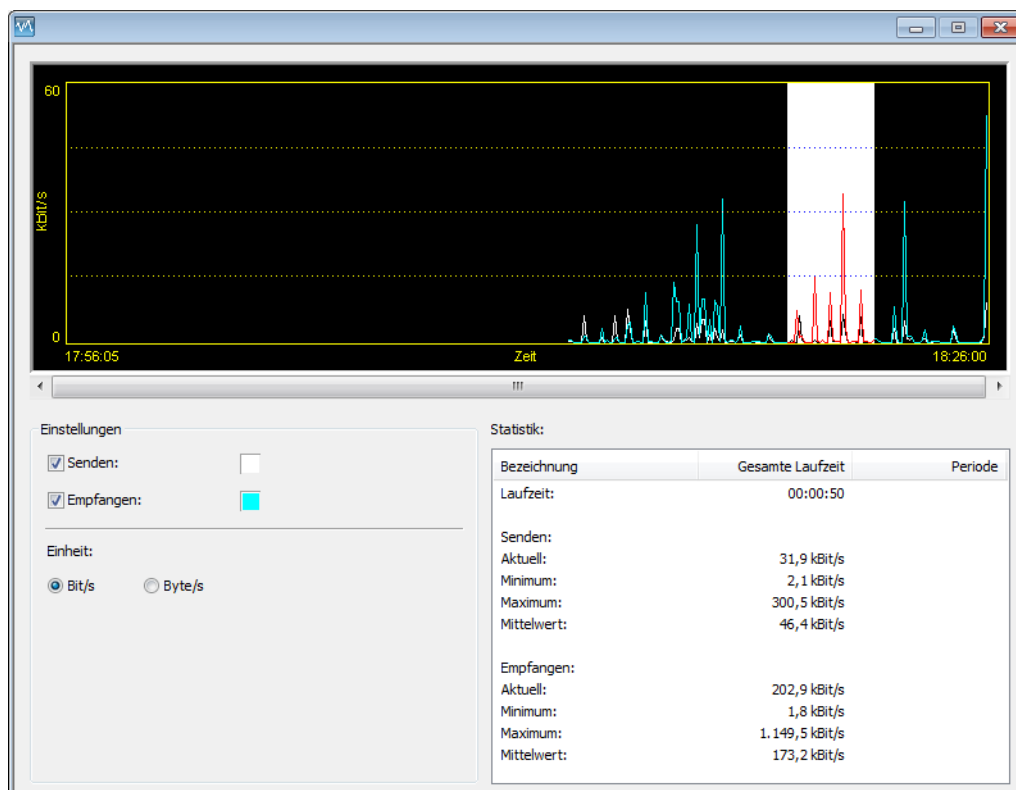 60
kBit/s
0
17:56:05 Zeit 18:26:00
Einstellungen
Senden:
Empfangen:
Einheit:
Bit/s Byte/s
Statistik:
Bezeichnung Gesamte Laufzeit Periode
Laufzeit: 00:00:50
Senden:
Aktuell: 31,9 kBit/s
Minimum: 2,1 kBit/s
Maximum: 300,5 kBit/s
Mittelwert: 46,4 kBit/s
Empfangen:
Aktuell: 202,9 kBit/s
Minimum: 1,8 kBit/s
Maximum: 1.149,5 kBit/s
Mittelwert: 173,2 kBit/s